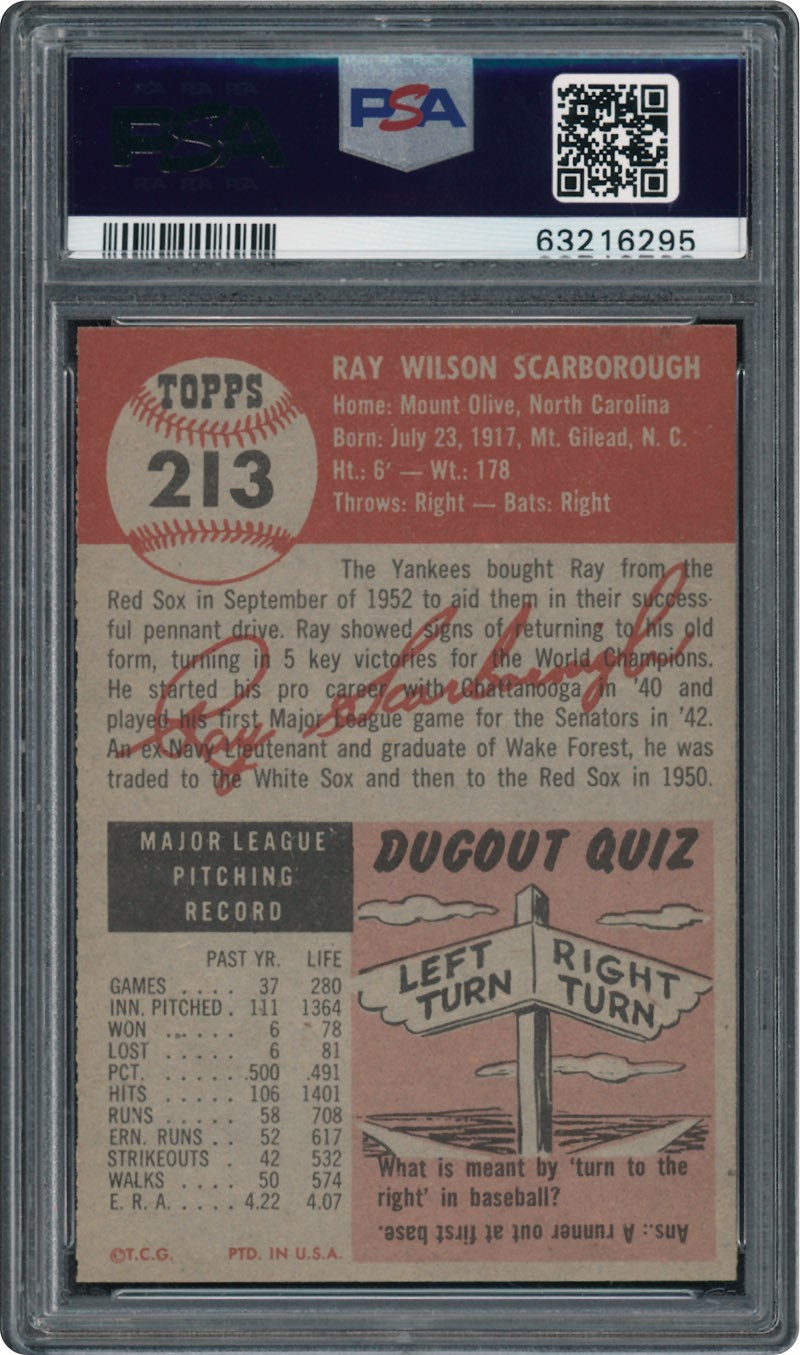 PSA
PSA
63216295
TOPPS
213
RAY WILSON SCARBOROUGH
Home: Mount Olive, North Carolina
Born: July 23, 1917, Mt. Gilead, N. C.
Ht.: 6' — Wt.: 178
Throws: Right — Bats: Right
The Yankees bought Ray from the
Red Sox in September of 1952 to aid them in their success-
ful pennant drive. Ray showed signs of returning to his old
form, turning in 5 key victories for the World Champions.
He started his pro career with Chattanooga in '40 and
played his first Major League game for the Senators in '42.
An ex-Navy Lieutenant and graduate of Wake Forest, he was
traded to the White Sox and then to the Red Sox in 1950.
Ray Scarborough
MAJOR LEAGUE
PITCHING
RECORD
PAST YR. LIFE
GAMES .... 37 280
INN. PITCHED . 111 1364
WON ...... 6 78
LOST ..... 6 81
PCT. ...... .500 .491
HITS ...... 106 1401
RUNS ..... 58 708
ERN. RUNS .. 52 617
STRIKEOUTS . 42 532
WALKS .... 50 574
E. R. A. ..... 4.22 4.07
©T.C.G. PTD. IN U.S.A.
DUGOUT QUIZ
LEFT TURN
RIGHT TURN
What is meant by 'turn to the
right' in baseball?
Ans.: A runner out at first base.